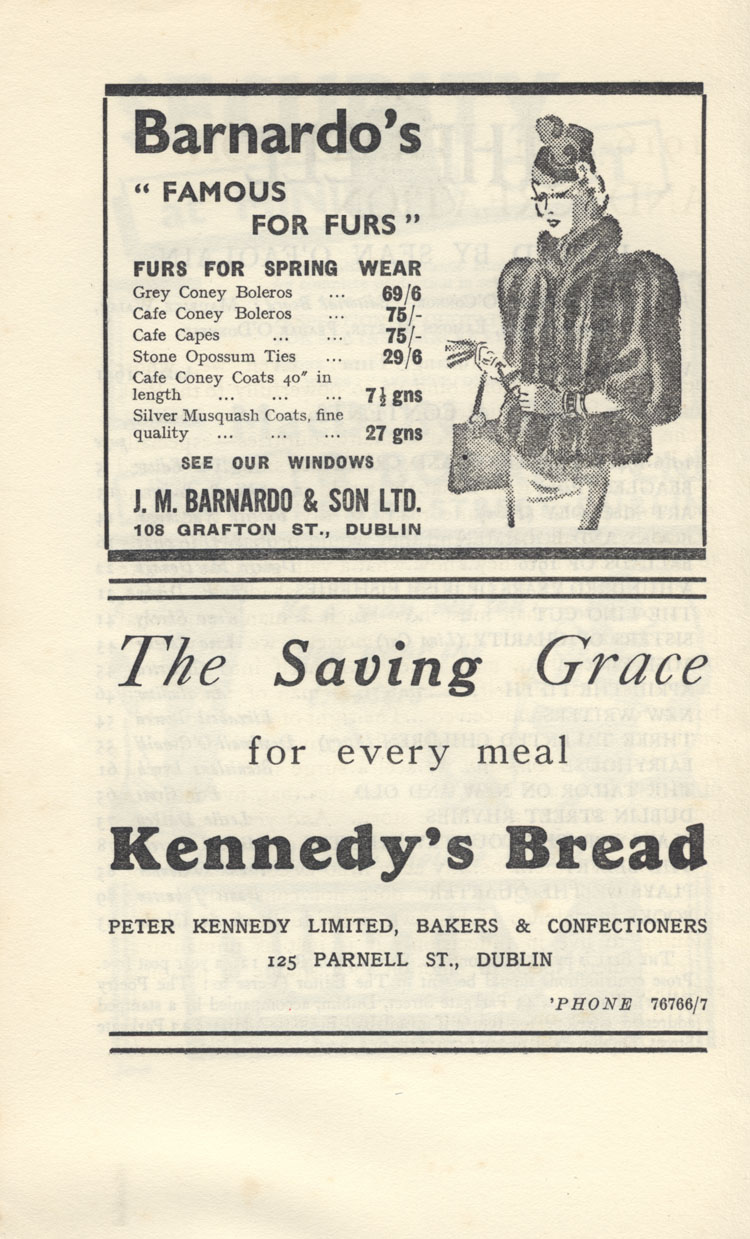 Barnardo's
" FAMOUS
FOR FURS "
FURS FOR SPRING WEAR
Grey Coney Boleros 69/6
Cafe Coney Boleros ... 75/-
Cafe Capes ... ... 75/-
Stone Opossum Ties ... 29/6
Cafe Coney Coats 40" in
length ... ... ... 7½ gns
Silver Musquash Coats, fine
quality ... ... ... 27 gns
SEE OUR WINDOWS
J. M. BARNARDO & SON LTD.
108 GRAFTON ST., DUBLIN
The Saving Grace
for every meal
Kennedy's Bread
PETER KENNEDY LIMITED, BAKERS & CONFECTIONERS
125 PARNELL ST., DUBLIN
'PHONE 76766/7